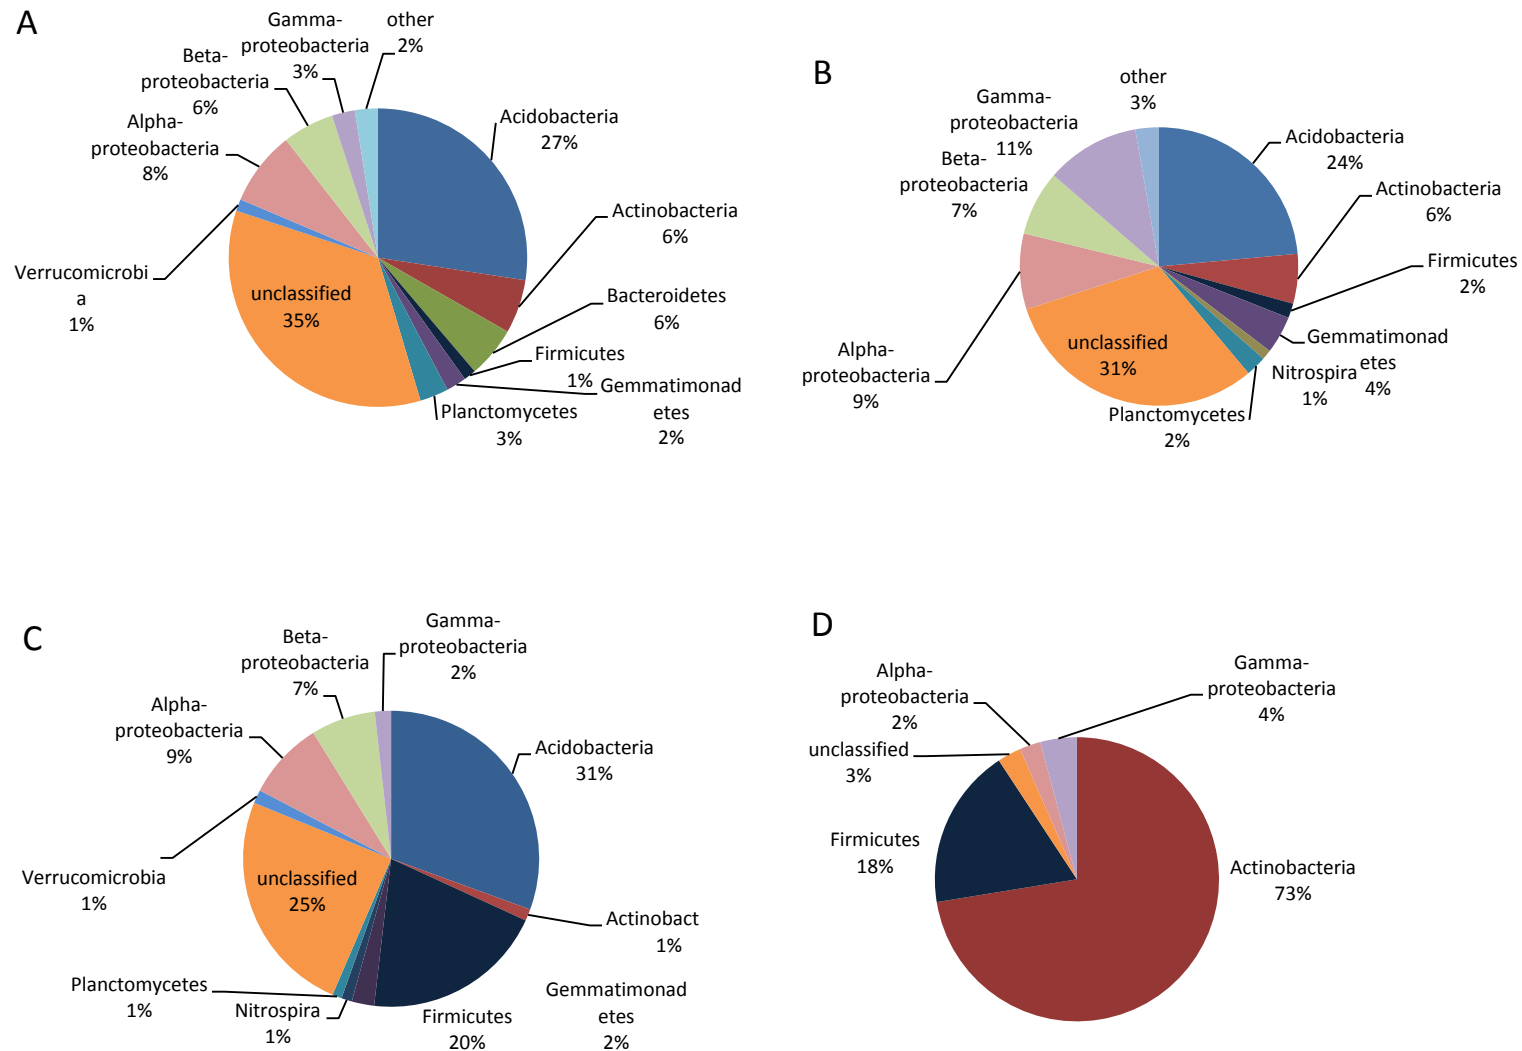 A
Gamma-
proteobacteria
3%
other
2%
Beta-
proteobacteria
6%
Alpha-
proteobacteria
8%
Acidobacteria
27%
Actinobacteria
6%
Bacteroidetes
6%
Firmicutes
1%
Gemmatimonad
etes
2%
Planctomycetes
3%
unclassified
35%
Verrucomicrobi
a
1%
B
other
3%
Gamma-
proteobacteria
11%
Beta-
proteobacteria
7%
Acidobacteria
24%
Actinobacteria
6%
Firmicutes
2%
Gemmatimonad
etes
4%
Nitrospira
1%
Planctomycetes
2%
unclassified
31%
Alpha-
proteobacteria
9%
C
Gamma-
proteobacteria
2%
Beta-
proteobacteria
7%
Alpha-
proteobacteria
9%
Acidobacteria
31%
Actinobact
1%
Gemmatimonad
etes
2%
Firmicutes
20%
Nitrospira
1%
Planctomycetes
1%
unclassified
25%
Verrucomicrobia
1%
D
Alpha-
proteobacteria
2%
Gamma-
proteobacteria
4%
unclassified
3%
Firmicutes
18%
Actinobacteria
73%